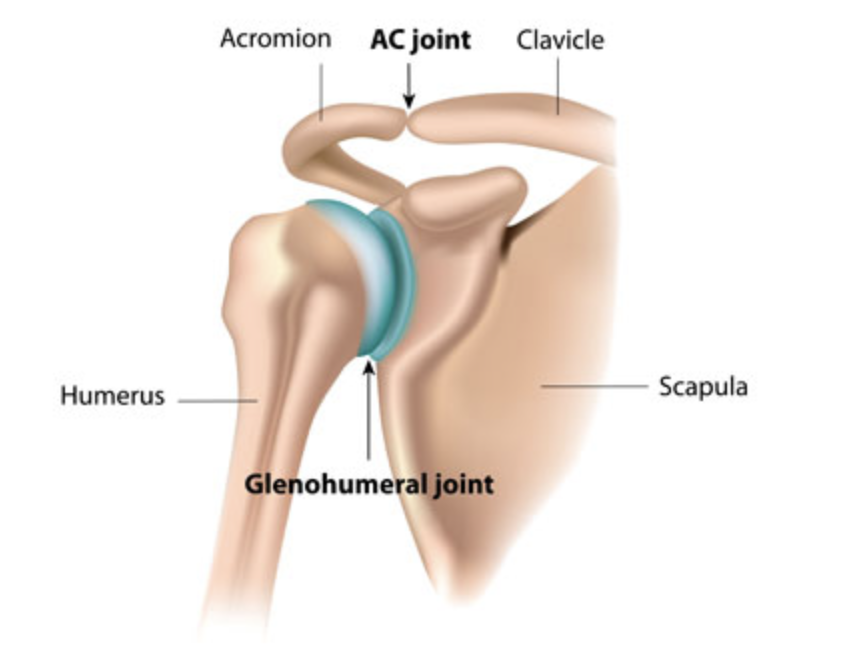 Acromion
AC joint
Clavicle
Humerus
Scapula
Glenohumeral joint